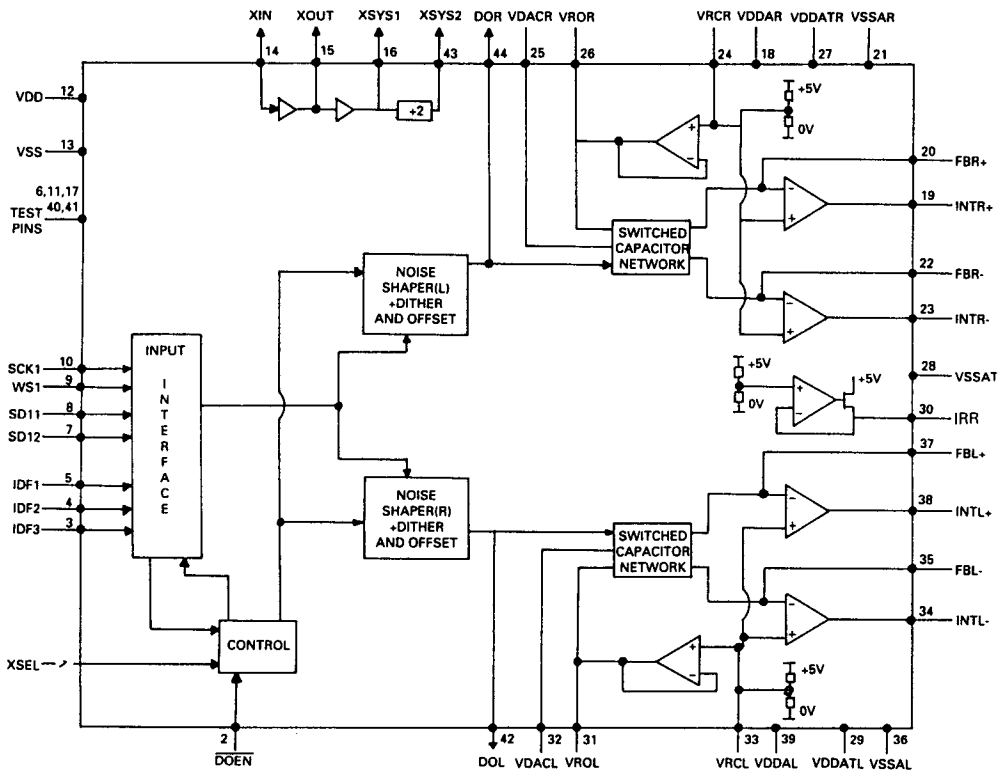 XIN XOUT XSYS1 XSYS2 DOR VDACR VROR VRCR VDDAR VDDATR VSSAR
14 15 16 43 44 25 26 24 18 27 21
VDD 12
+2
+5V
0V
VSS 13
+
−
20 FBR+
6,11,17
40,41
TEST
PINS
−
+
19 INTR+
SWITCHED
CAPACITOR
NETWORK
NOISE
SHAPER(L)
+DITHER
AND OFFSET
22 FBR-
−
+
23 INTR-
INPUT
INTERFACE
SCK1 10
WS1 9
SD11 8
SD12 7
IDF1 5
IDF2 4
IDF3 3
28 VSSAT
+5V
0V
+
−
+5V
30 IRR
37 FBL+
NOISE
SHAPER(R)
+DITHER
AND OFFSET
−
+
38 INTL+
SWITCHED
CAPACITOR
NETWORK
35 FBL-
−
+
34 INTL-
CONTROL
XSEL
+
−
+5V
0V
2 42 32 31 33 39 29 36
DOEN DOL VDACL VROL VRCL VDDAL VDDATL VSSAL